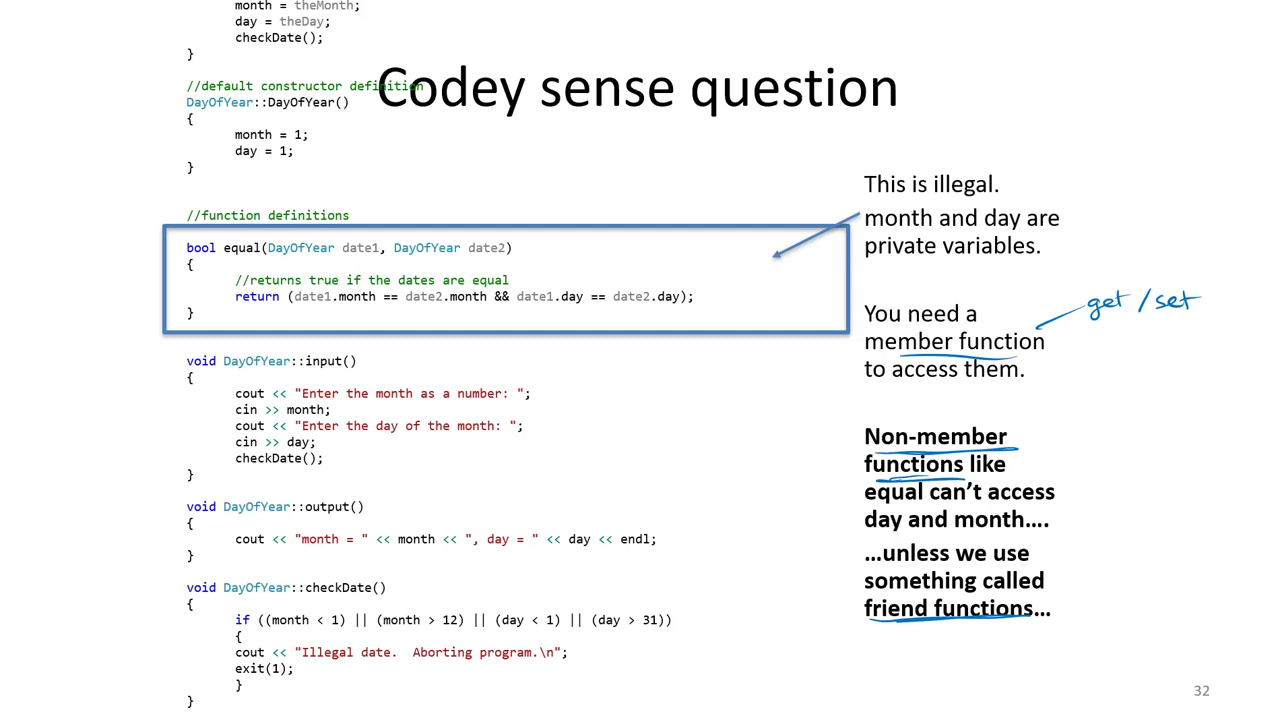 month = theMonth;
day = theDay;
checkDate();
}
Codey sense question
//default constructor definition
DayOfYear::DayOfYear()
{
month = 1;
day = 1;
}
//function definitions
bool equal(DayOfYear date1, DayOfYear date2)
{
//returns true if the dates are equal
return (date1.month == date2.month && date1.day == date2.day);
}
void DayOfYear::input()
{
cout << "Enter the month as a number: ";
cin >> month;
cout << "Enter the day of the month: ";
cin >> day;
checkDate();
}
void DayOfYear::output()
{
cout << "month = " << month << ", day = " << day << endl;
}
void DayOfYear::checkDate()
{
if ((month < 1) || (month > 12) || (day < 1) || (day > 31))
{
cout << "Illegal date.  Aborting program.\n";
exit(1);
}
}
This is illegal.
month and day are
private variables.
You need a
member function
to access them.
get / set
Non-member
functions like
equal can't access
day and month….
…unless we use
something called
friend functions…
32